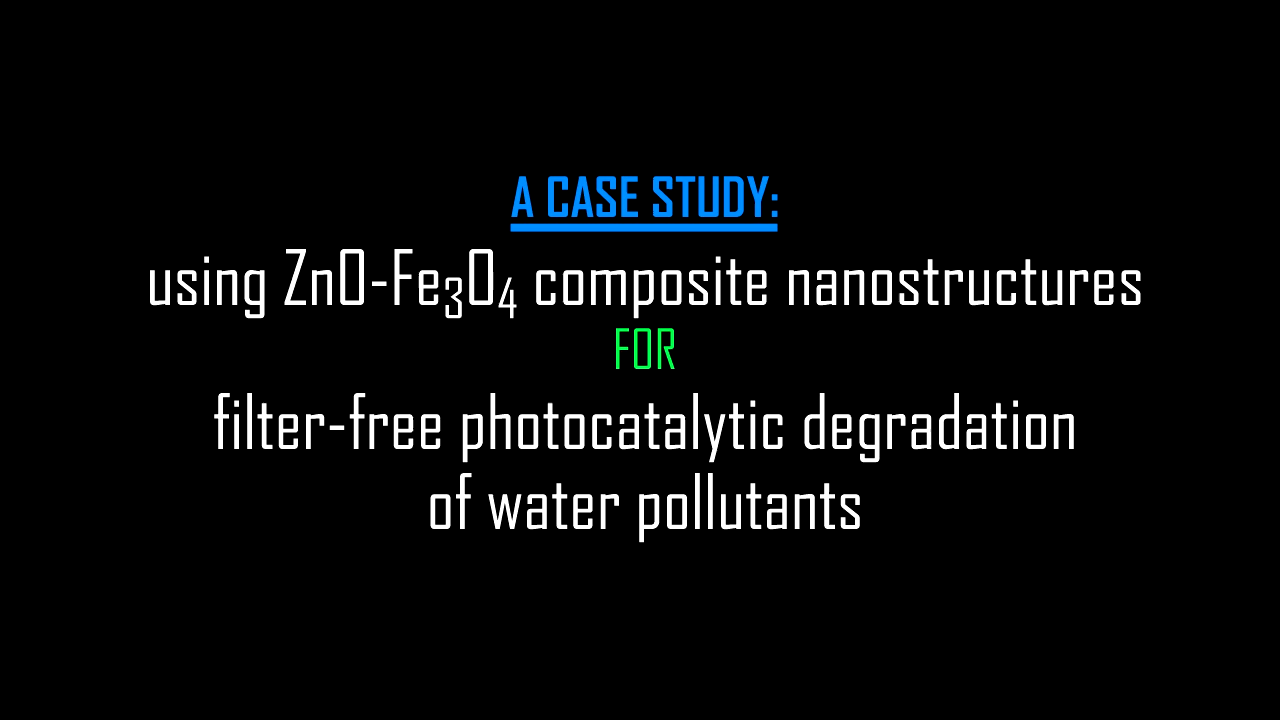 A CASE STUDY:
using ZnO-Fe₃O₄ composite nanostructures
FOR
filter-free photocatalytic degradation
of water pollutants